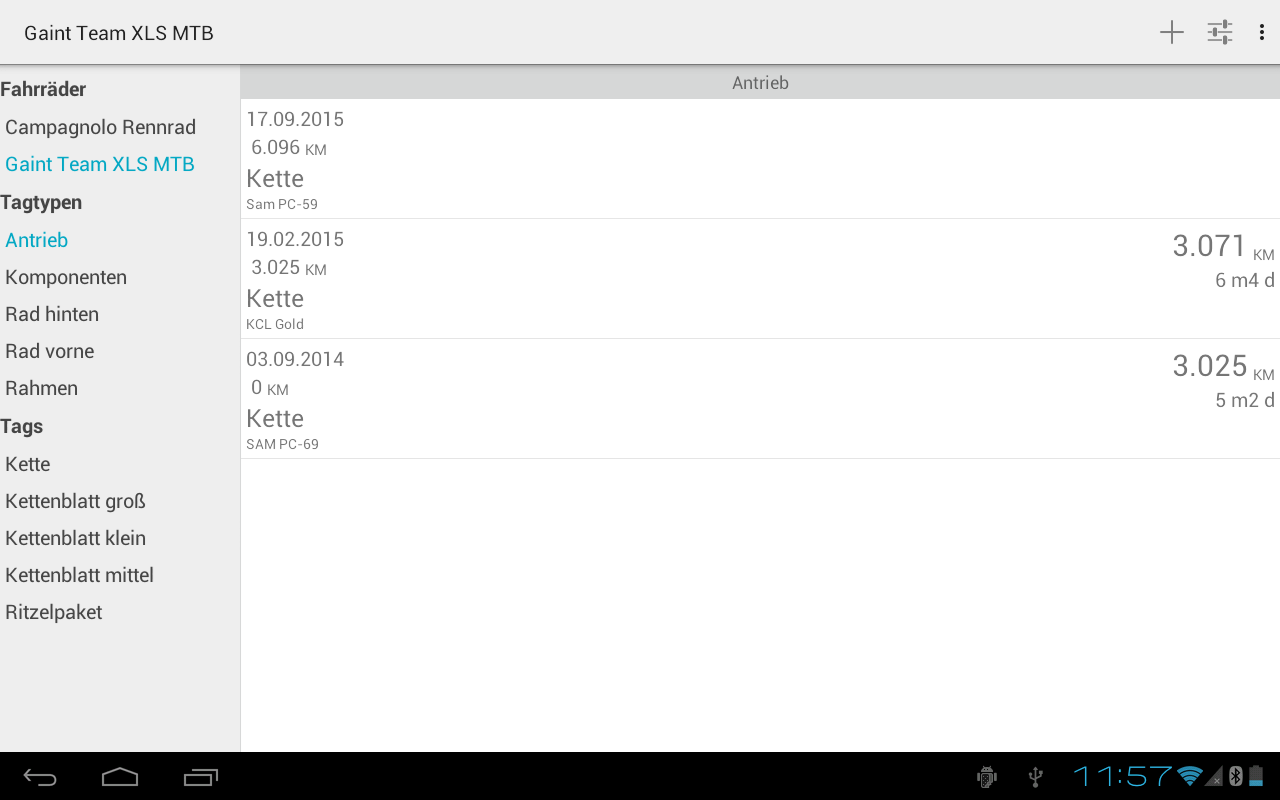 Gaint Team XLS MTB
Fahrräder
Campagnolo Rennrad
Gaint Team XLS MTB
Tagtypen
Antrieb
Komponenten
Rad hinten
Rad vorne
Rahmen
Tags
Kette
Kettenblatt groß
Kettenblatt klein
Kettenblatt mittel
Ritzelpaket
Antrieb
17.09.2015
6.096 KM
Kette
Sam PC-59
19.02.2015
3.025 KM
Kette
KCL Gold
3.071 KM
6 m4 d
03.09.2014
0 KM
Kette
SAM PC-69
3.025 KM
5 m2 d
11:57